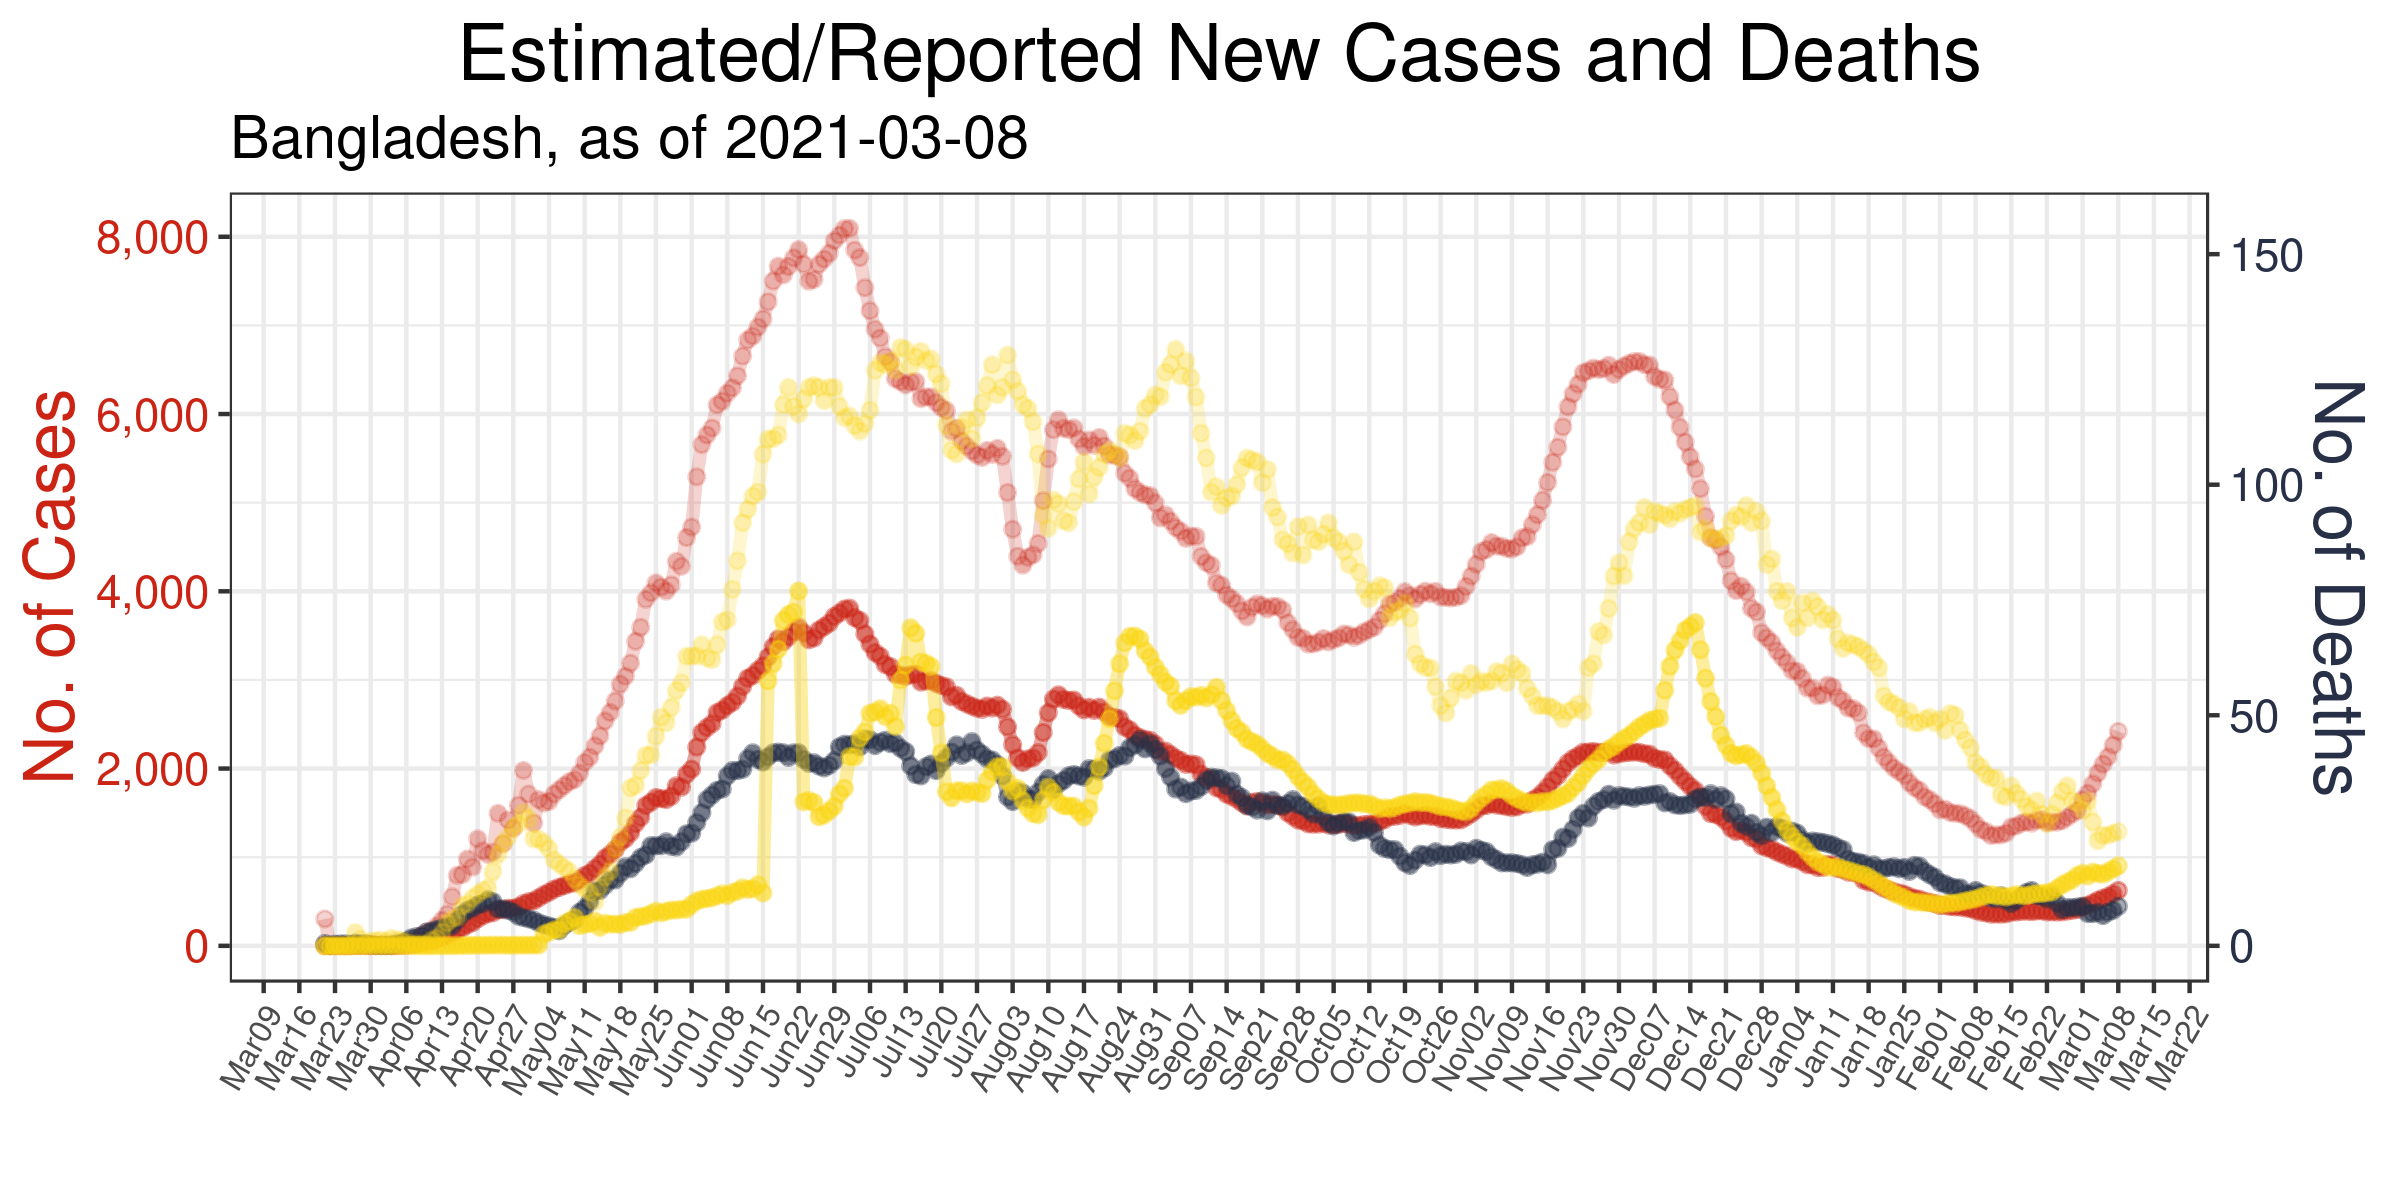 Estimated/Reported New Cases and Deaths
Bangladesh, as of 2021-03-08
No. of Cases
8,000
6,000
4,000
2,000
0
150
100
50
0
No. of Deaths
Mar09
Mar16
Mar23
Mar30
Apr06
Apr13
Apr20
Apr27
May04
May11
May18
May25
Jun01
Jun08
Jun15
Jun22
Jun29
Jul06
Jul13
Jul20
Jul27
Aug03
Aug10
Aug17
Aug24
Aug31
Sep07
Sep14
Sep21
Sep28
Oct05
Oct12
Oct19
Oct26
Nov02
Nov09
Nov16
Nov23
Nov30
Dec07
Dec14
Dec21
Dec28
Jan04
Jan11
Jan18
Jan25
Feb01
Feb08
Feb15
Feb22
Mar01
Mar08
Mar15
Mar22